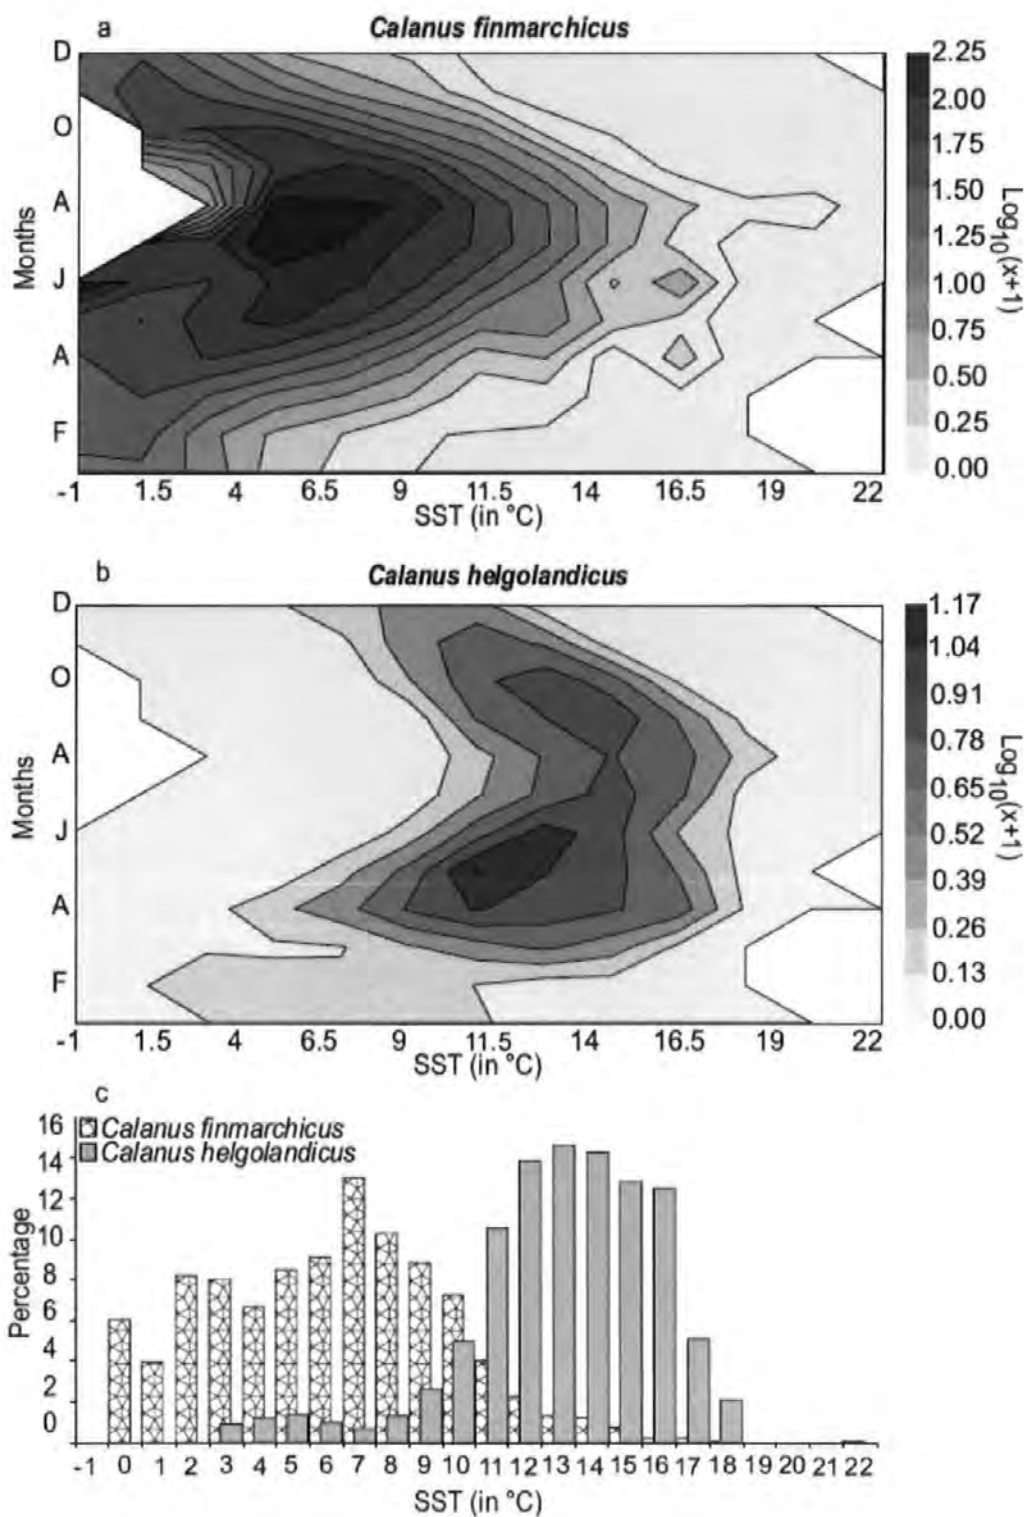 a
Calanus finmarchicus
D
O
A
J
A
F
Months
-1 1.5 4 6.5 9 11.5 14 16.5 19 22
SST (in °C)
2.25
2.00
1.75
1.50
1.25
1.00
0.75
0.50
0.25
0.00
Log10(x+1)
b
Calanus helgolandicus
D
O
A
J
A
F
Months
-1 1.5 4 6.5 9 11.5 14 16.5 19 22
SST (in °C)
1.17
1.04
0.91
0.78
0.65
0.52
0.39
0.26
0.13
0.00
Log10(x+1)
c
Calanus finmarchicus
Calanus helgolandicus
16
14
12
10
8
6
4
2
0
Percentage
-1 0 1 2 3 4 5 6 7 8 9 10 11 12 13 14 15 16 17 18 19 20 21 22
SST (in °C)